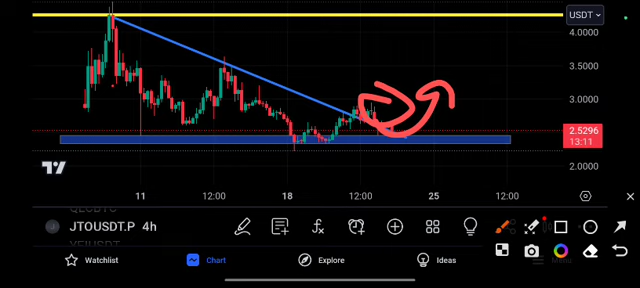 USDT
4.0000
3.5000
3.0000
2.5296
13:11
2.0000
11
12:00
18
12:00
25
12:00
JTOUSDT.P 4h
Watchlist
Chart
Explore
Ideas